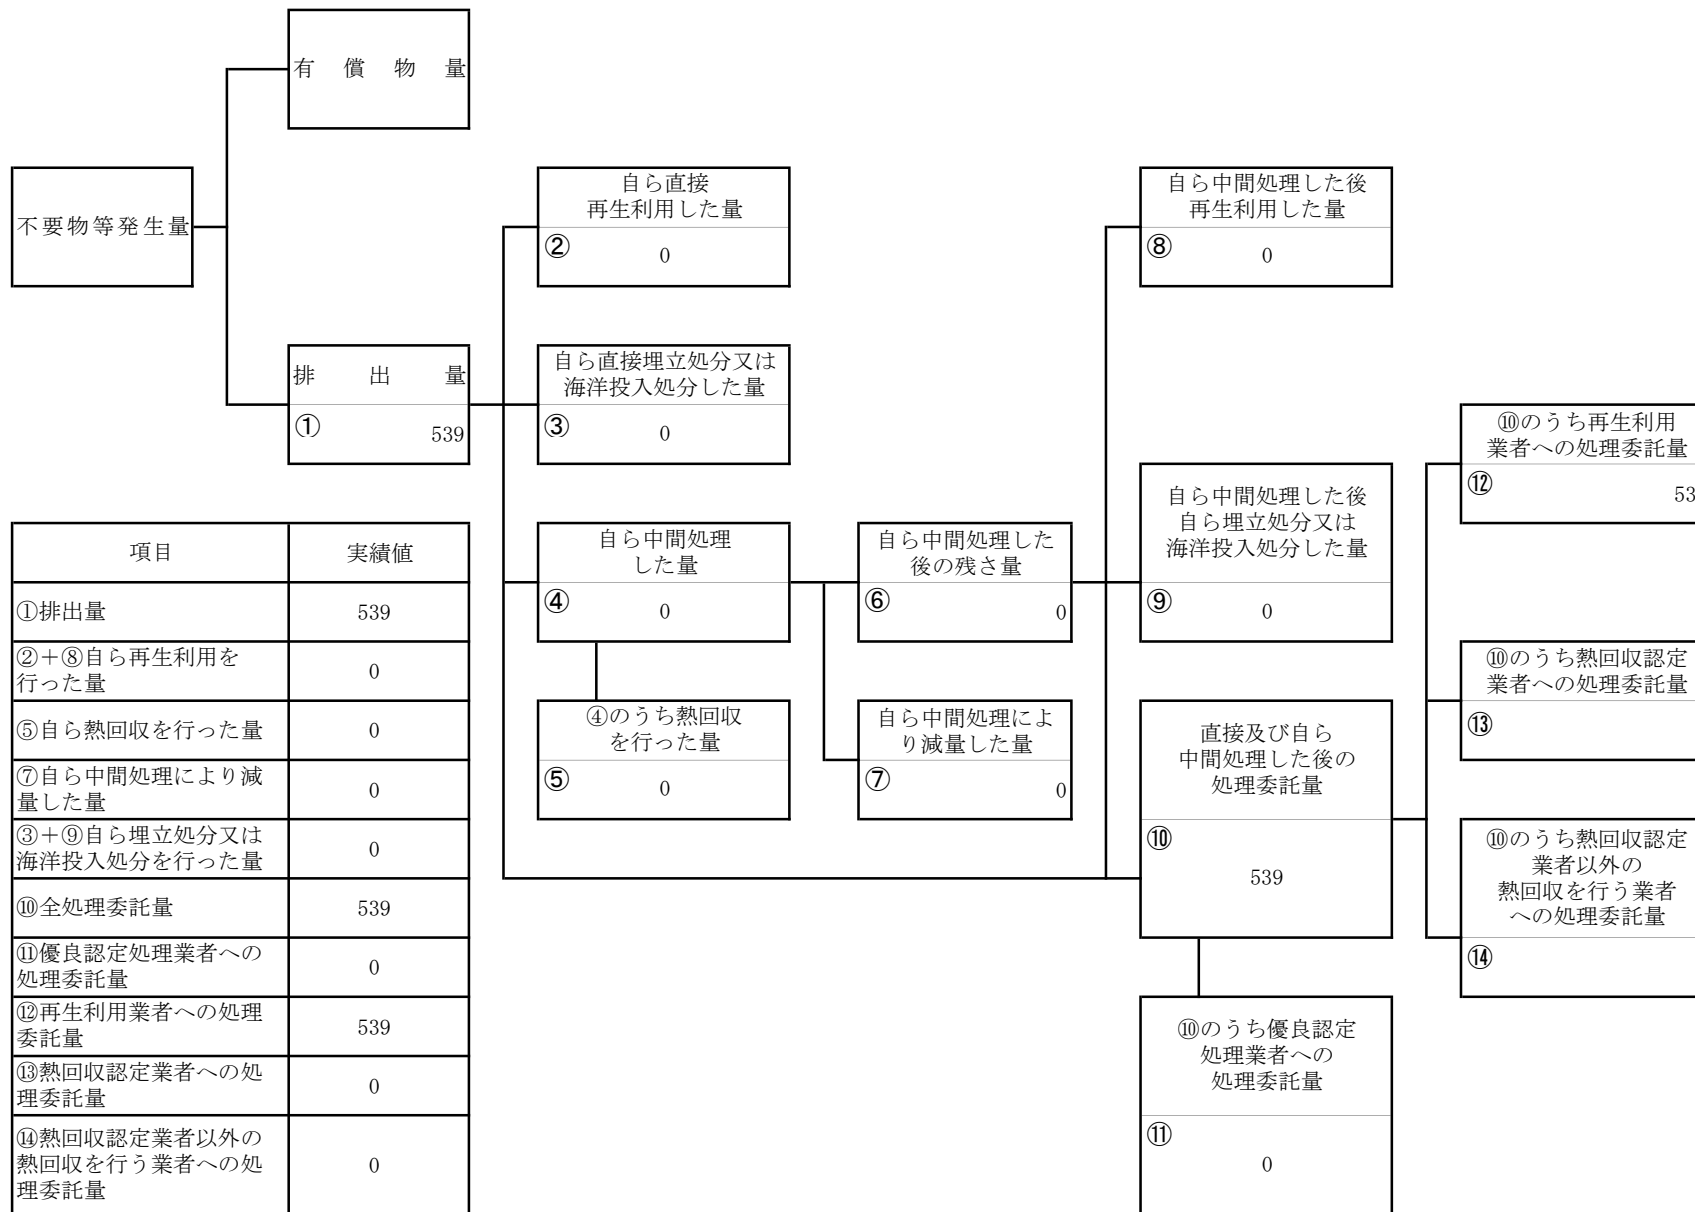 有償物量
不要物等発生量
排出量
① 539
自ら直接
再生利用した量
② 0
自ら直接埋立処分又は
海洋投入処分した量
③ 0
自ら中間処理
した量
④ 0
④のうち熱回収
を行った量
⑤ 0
自ら中間処理した
後の残さ量
⑥ 0
自ら中間処理によ
り減量した量
⑦ 0
自ら中間処理した後
再生利用した量
⑧ 0
自ら中間処理した後
自ら埋立処分又は
海洋投入処分した量
⑨ 0
直接及び自ら
中間処理した後の
処理委託量
⑩
539
⑩のうち優良認定
処理業者への
処理委託量
⑪
0
⑩のうち再生利用
業者への処理委託量
⑫ 53
⑩のうち熱回収認定
業者への処理委託量
⑬
⑩のうち熱回収認定
業者以外の
熱回収を行う業者
への処理委託量
⑭
項目 実績値
①排出量 539
②+⑧自ら再生利用を
行った量 0
⑤自ら熱回収を行った量 0
⑦自ら中間処理により減
量した量 0
③+⑨自ら埋立処分又は
海洋投入処分を行った量 0
⑩全処理委託量 539
⑪優良認定処理業者への
処理委託量 0
⑫再生利用業者への処理
委託量 539
⑬熱回収認定業者への処
理委託量 0
⑭熱回収認定業者以外の
熱回収を行う業者への処
理委託量 0